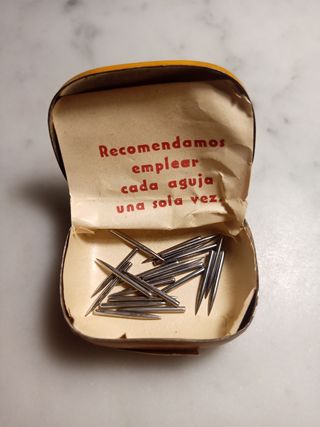 Recomendamos
emplear
cada aguja
una sola vez.